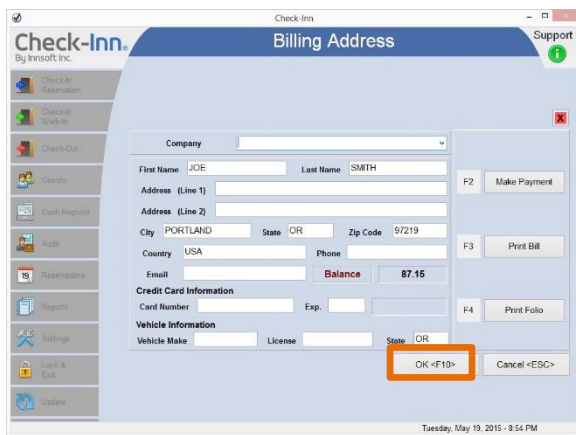 Check-Inn
Check-Inn®
By Innsoft Inc.
Billing Address
Support
Check-In
Reservation
Check-In
Walk-In
Check-Out
Guests
Cash Register
Audit
19
Reservations
Reports
Settings
Lock &
Exit
Update
X
Company
First Name JOE Last Name SMITH
Address (Line 1)
Address (Line 2)
City PORTLAND State OR Zip Code 97219
Country USA Phone
Email Balance 87.15
Credit Card Information
Card Number Exp.
Vehicle Information
Vehicle Make License State OR
F2 Make Payment
F3 Print Bill
F4 Print Folio
OK <F10> Cancel <ESC>
Tuesday, May 19, 2015 - 8:54 PM